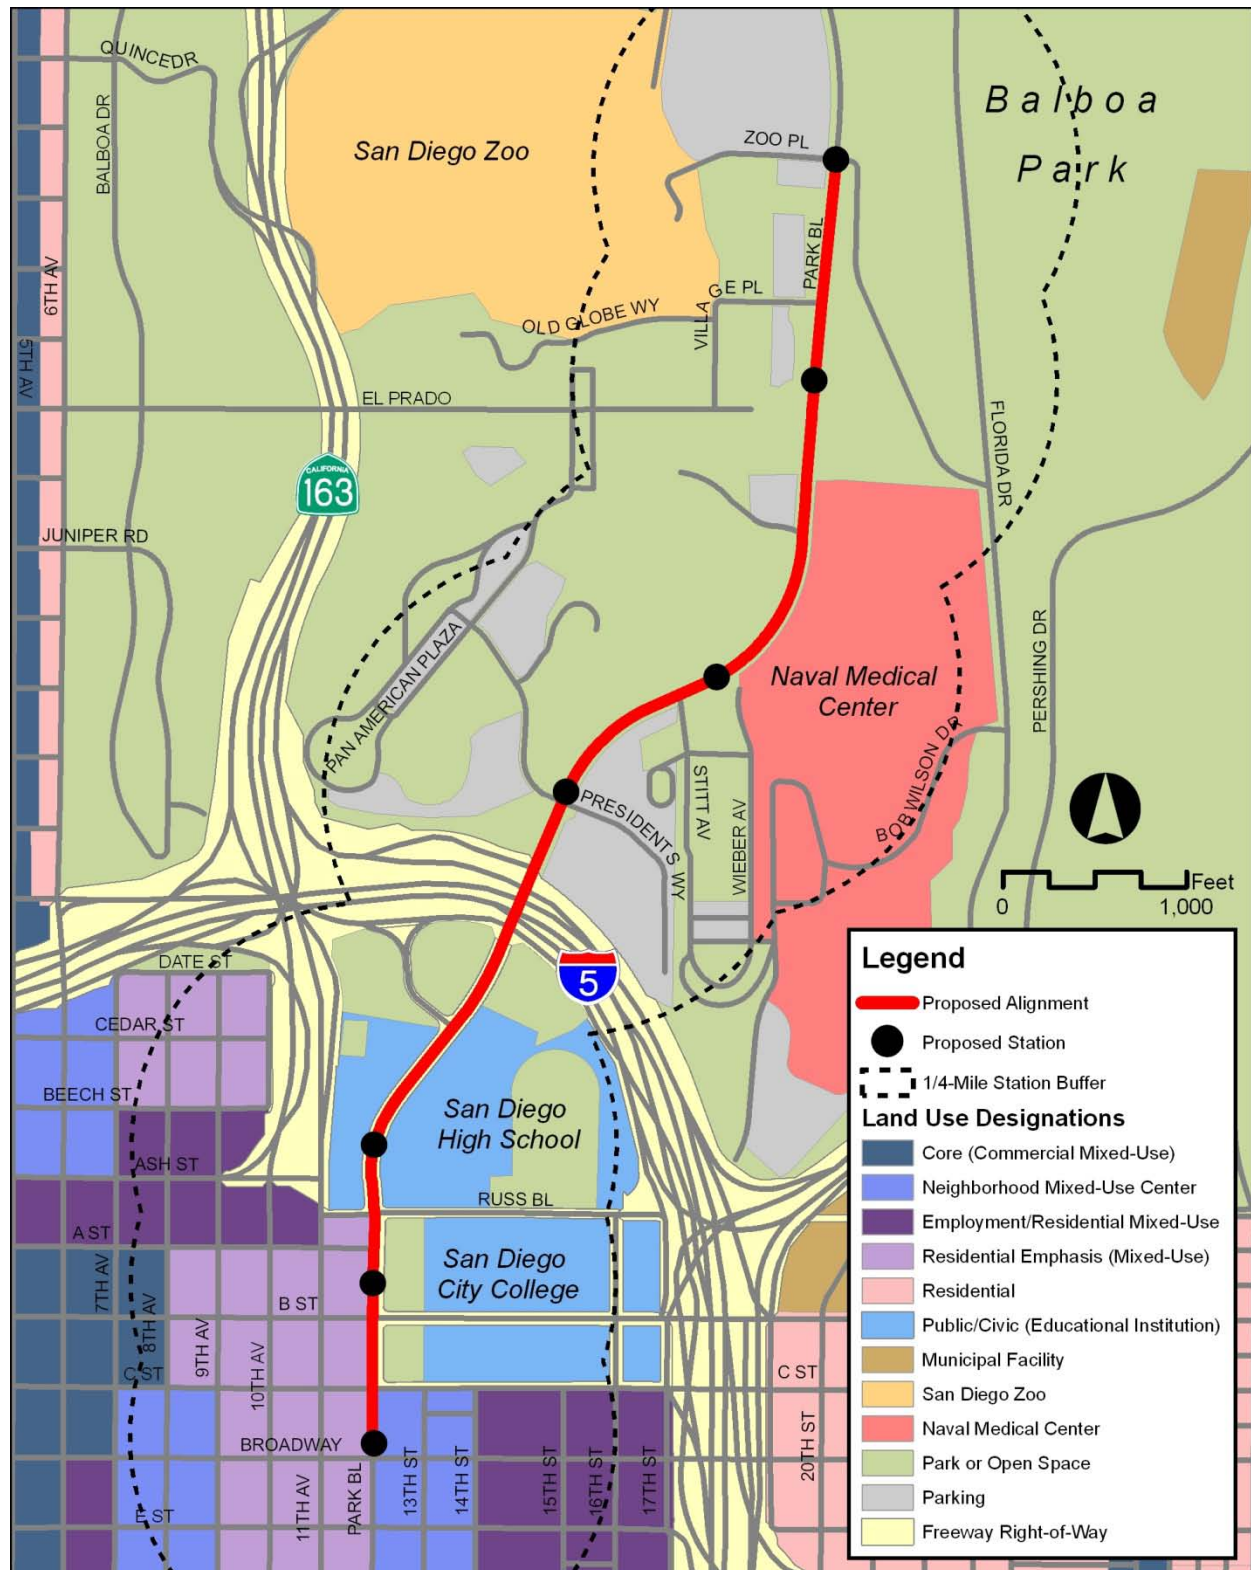 QUINCE DR
BALBOA DR
San Diego Zoo
ZOO PL
Balboa
Park
6TH AV
5TH AV
PARK BL
VILLAGE PL
OLD GLOBE WY
EL PRADO
CALIFORNIA
163
FLORIDA DR
JUNIPER RD
PERSHING DR
PAN AMERICAN PLAZA
Naval Medical
Center
BOB WILSON DR
STITT AV
WIEBER AV
PRESIDENTS WY
Feet
0 1,000
5
DATE ST
CEDAR ST
BEECH ST
ASH ST
A ST
San Diego
High School
RUSS BL
San Diego
City College
7TH AV
8TH AV
9TH AV
10TH AV
B ST
C ST
C ST
BROADWAY
11TH AV
PARK BL
13TH ST
14TH ST
15TH ST
16TH ST
17TH ST
20TH ST
E ST
Legend
Proposed Alignment
Proposed Station
1/4-Mile Station Buffer
Land Use Designations
Core (Commercial Mixed-Use)
Neighborhood Mixed-Use Center
Employment/Residential Mixed-Use
Residential Emphasis (Mixed-Use)
Residential
Public/Civic (Educational Institution)
Municipal Facility
San Diego Zoo
Naval Medical Center
Park or Open Space
Parking
Freeway Right-of-Way